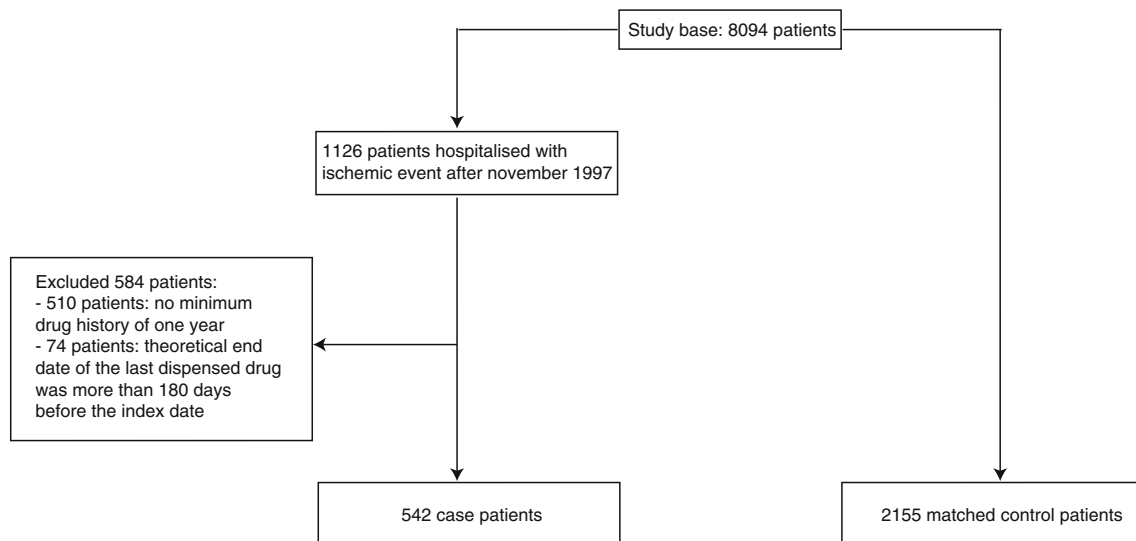 Study base: 8094 patients
1126 patients hospitalised with
ischemic event after november 1997
Excluded 584 patients:
- 510 patients: no minimum
drug history of one year
- 74 patients: theoretical end
date of the last dispensed drug
was more than 180 days
before the index date
542 case patients
2155 matched control patients